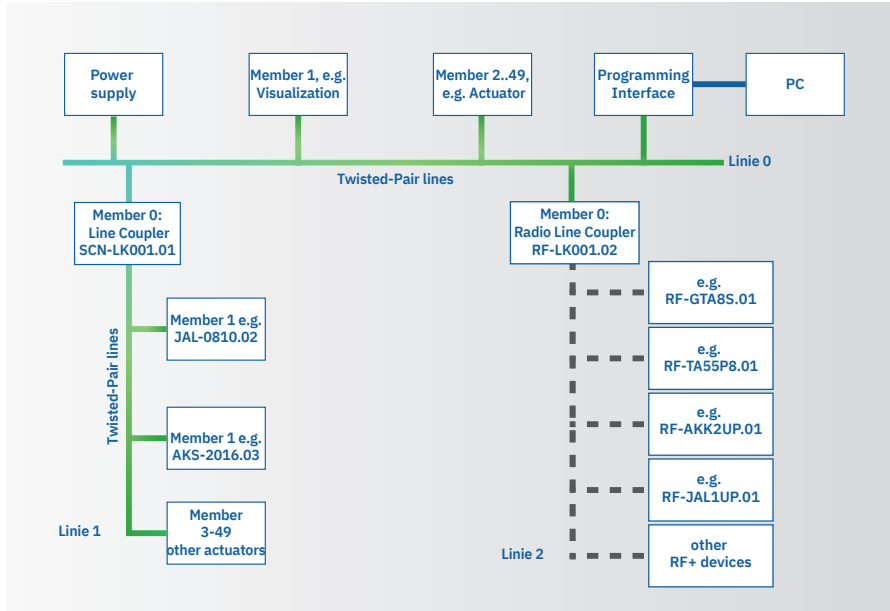 Power
supply
Member 1, e.g.
Visualization
Member 2..49,
e.g. Actuator
Programming
Interface
PC
Linie 0
Twisted-Pair lines
Member 0:
Line Coupler
SCN-LK001.01
Member 0:
Radio Line Coupler
RF-LK001.02
Twisted-Pair lines
Member 1 e.g.
JAL-0810.02
Member 1 e.g.
AKS-2016.03
Member
3-49
other actuators
Linie 1
e.g.
RF-GTA8S.01
e.g.
RF-TA55P8.01
e.g.
RF-AKK2UP.01
e.g.
RF-JAL1UP.01
other
RF+ devices
Linie 2